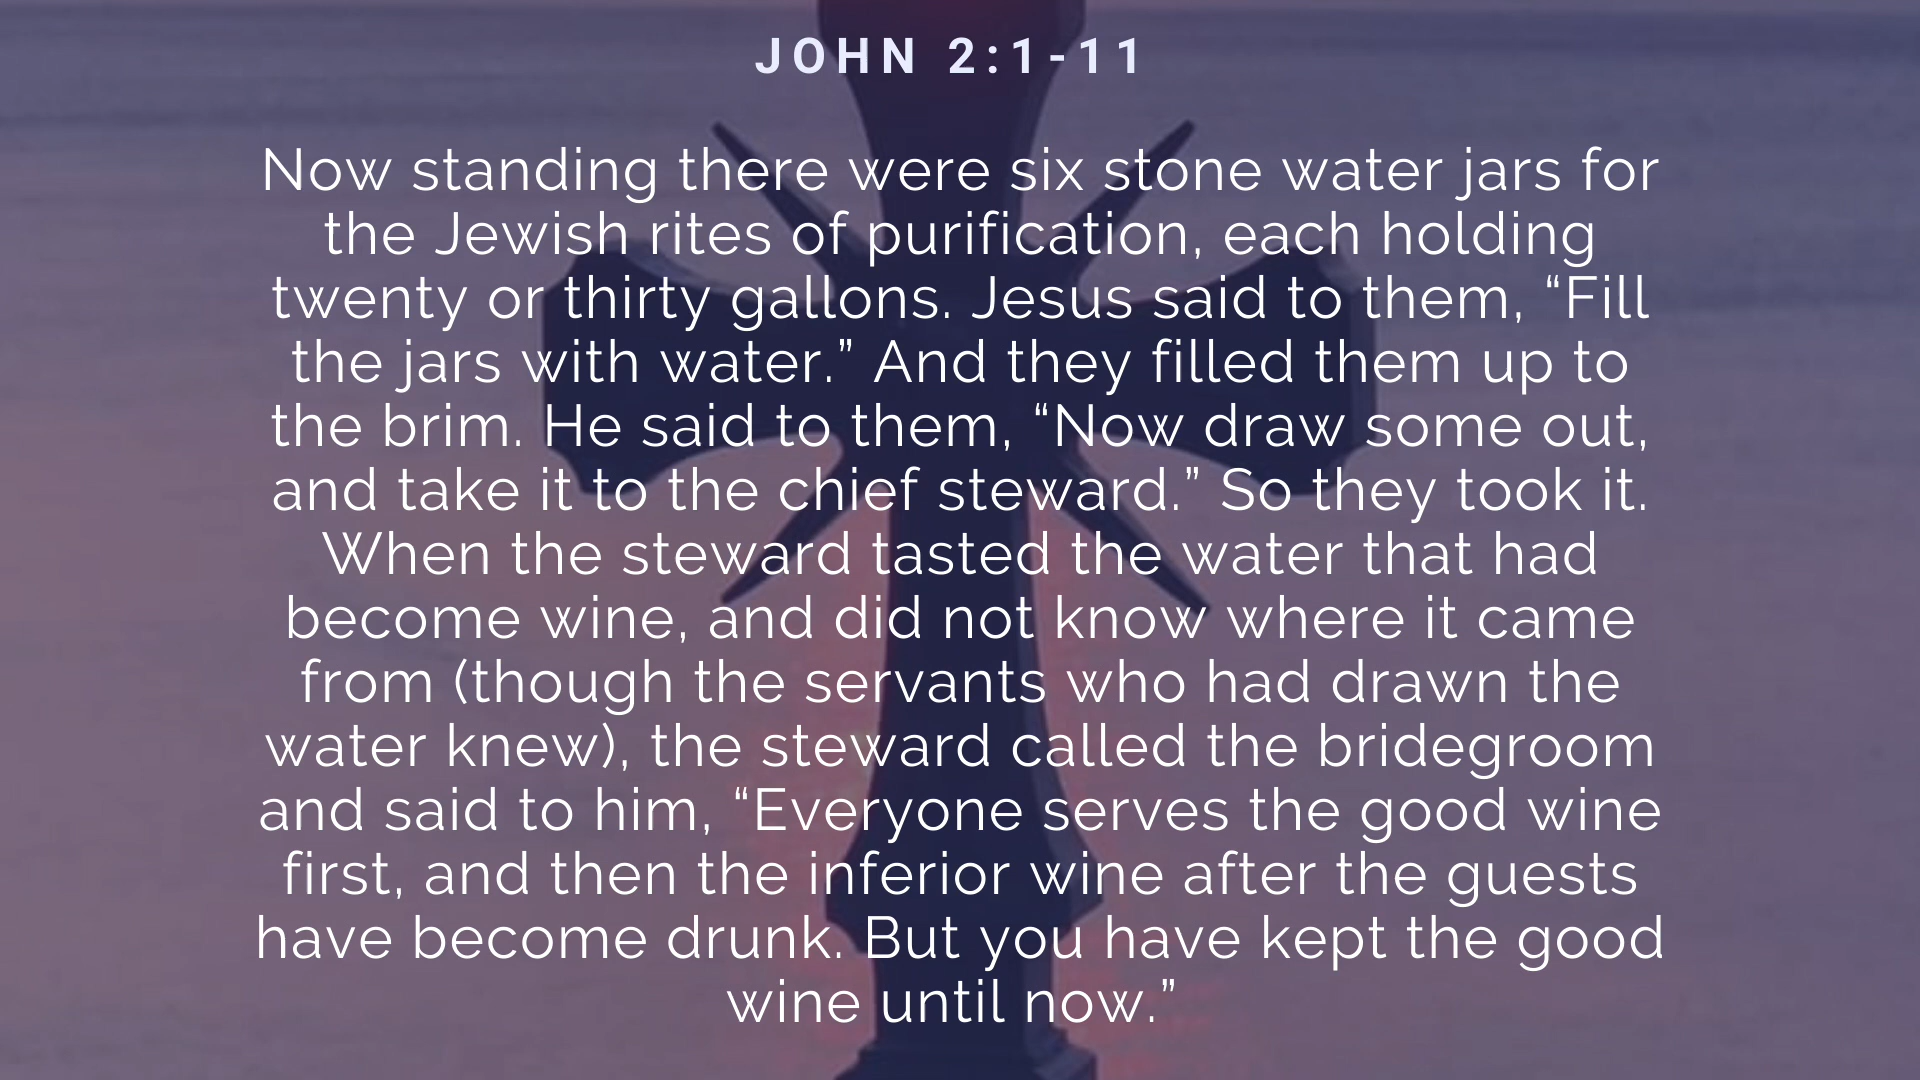 JOHN 2:1-11
Now standing there were six stone water jars for
the Jewish rites of purification, each holding
twenty or thirty gallons. Jesus said to them, “Fill
the jars with water.” And they filled them up to
the brim. He said to them, “Now draw some out,
and take it to the chief steward.” So they took it.
When the steward tasted the water that had
become wine, and did not know where it came
from (though the servants who had drawn the
water knew), the steward called the bridegroom
and said to him, “Everyone serves the good wine
first, and then the inferior wine after the guests
have become drunk. But you have kept the good
wine until now.”